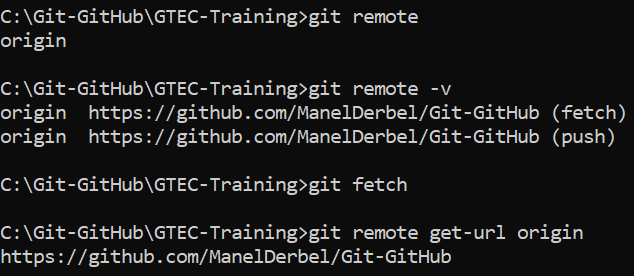 C:\Git-GitHub\GTEC-Training>git remote
origin
C:\Git-GitHub\GTEC-Training>git remote -v
origin  https://github.com/ManelDerbel/Git-GitHub (fetch)
origin  https://github.com/ManelDerbel/Git-GitHub (push)
C:\Git-GitHub\GTEC-Training>git fetch
C:\Git-GitHub\GTEC-Training>git remote get-url origin
https://github.com/ManelDerbel/Git-GitHub